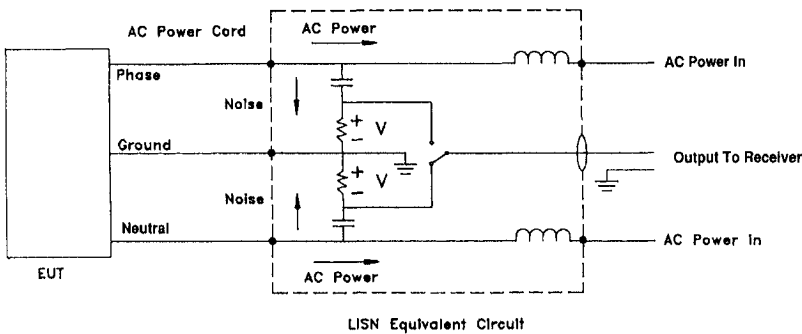 AC Power Cord
AC Power
Phase
AC Power In
Noise
+
V
−
Ground
Output To Receiver
+
V
−
Noise
Neutral
AC Power in
AC Power
EUT
LISN Equivalent Circuit